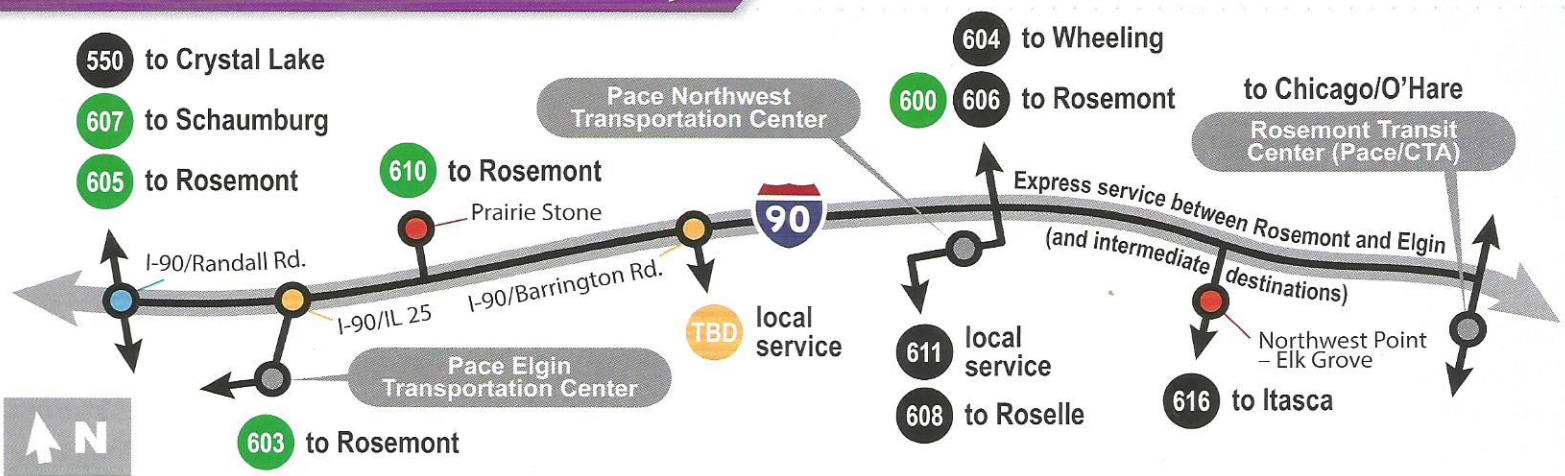 550 to Crystal Lake
607 to Schaumburg
605 to Rosemont
I-90/Randall Rd.
610 to Rosemont
Prairie Stone
I-90/IL 25
Pace Elgin
Transportation Center
603 to Rosemont
N
I-90/Barrington Rd.
TBD
local
service
90
Pace Northwest
Transportation Center
604 to Wheeling
600 606 to Rosemont
611
local
service
608 to Roselle
Express service between Rosemont and Elgin
(and intermediate destinations)
to Chicago/O'Hare
Rosemont Transit
Center (Pace/CTA)
Northwest Point
– Elk Grove
616 to Itasca